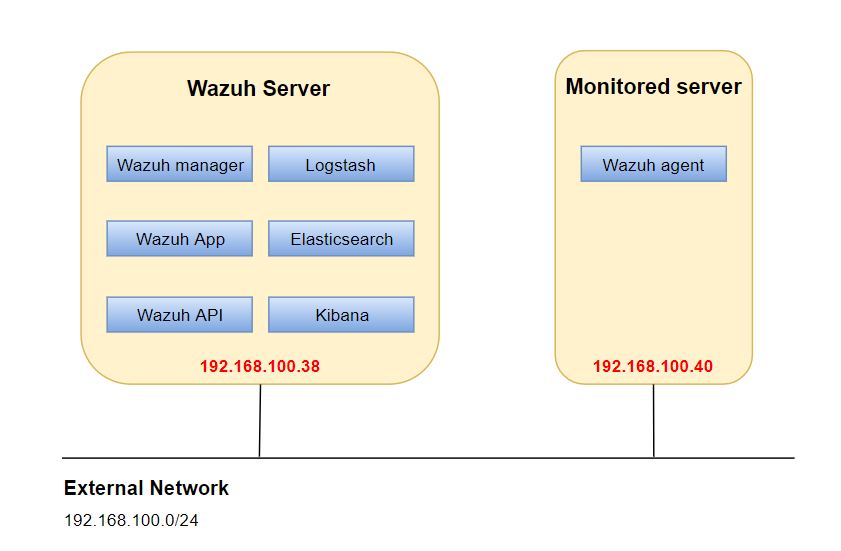 Wazuh Server
Wazuh manager
Logstash
Wazuh App
Elasticsearch
Wazuh API
Kibana
192.168.100.38
Monitored server
Wazuh agent
192.168.100.40
External Network
192.168.100.0/24